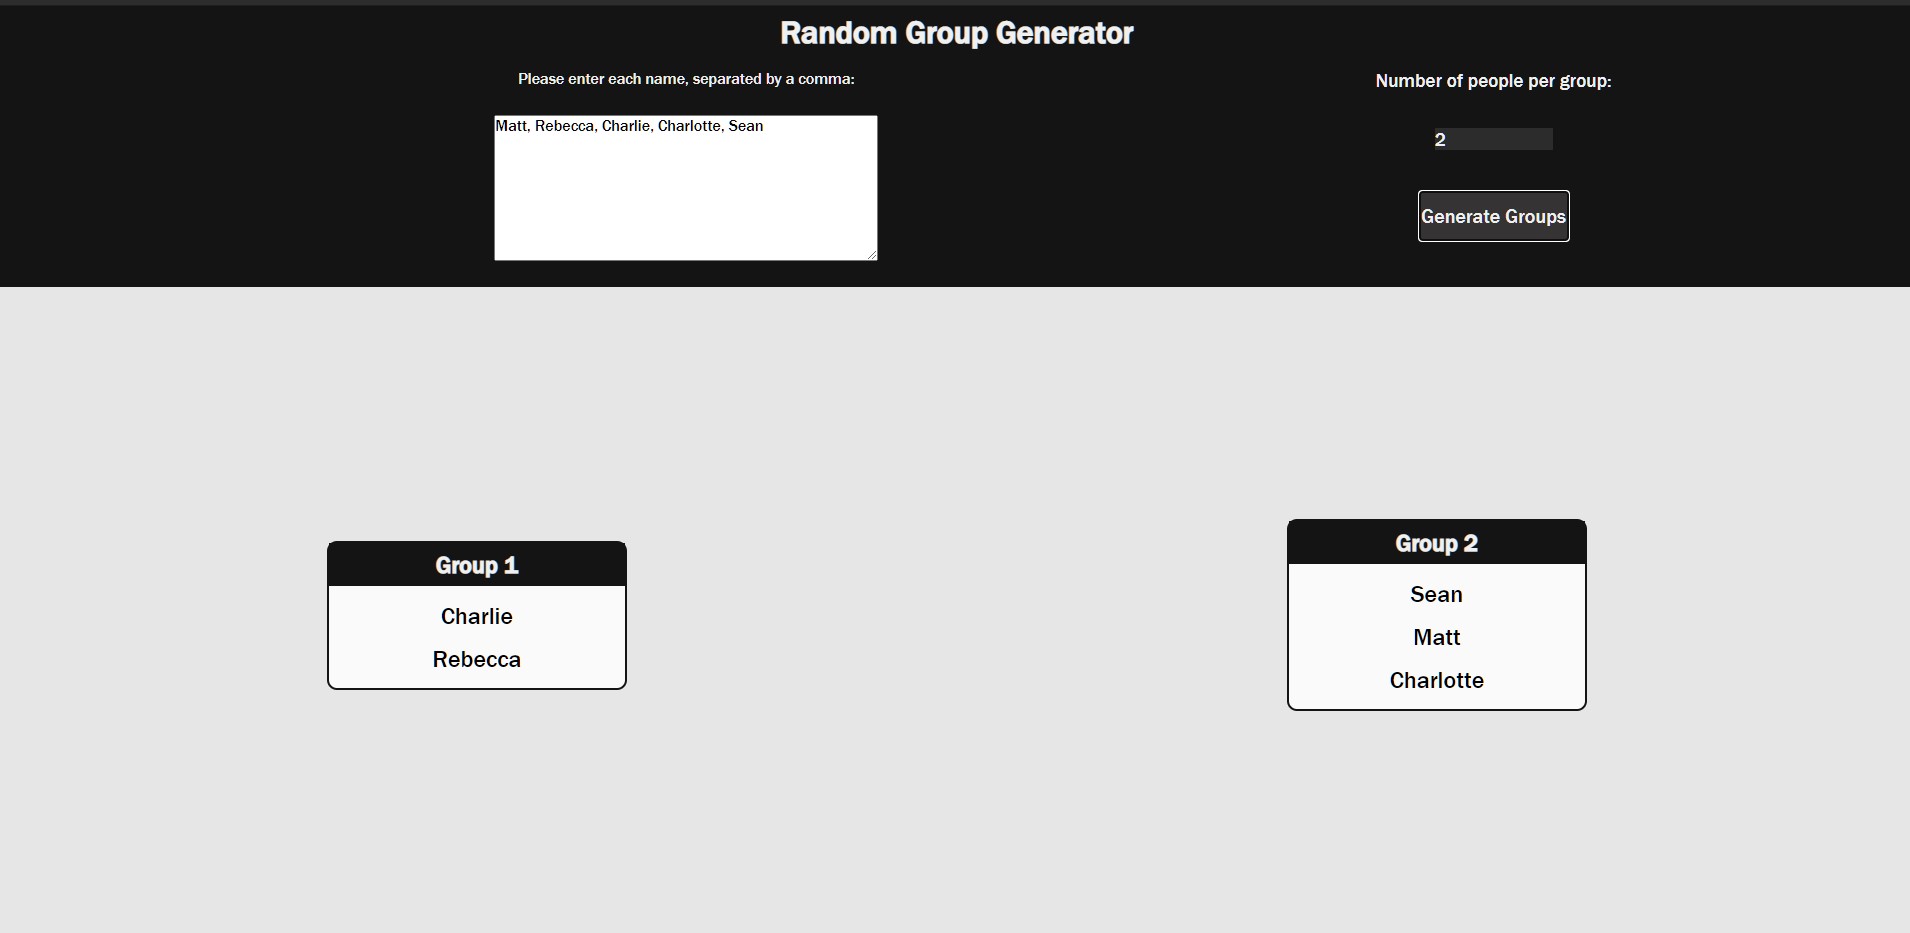 Random Group Generator
Please enter each name, separated by a comma:
Matt, Rebecca, Charlie, Charlotte, Sean
Number of people per group:
2
Generate Groups
Group 1
Charlie
Rebecca
Group 2
Sean
Matt
Charlotte